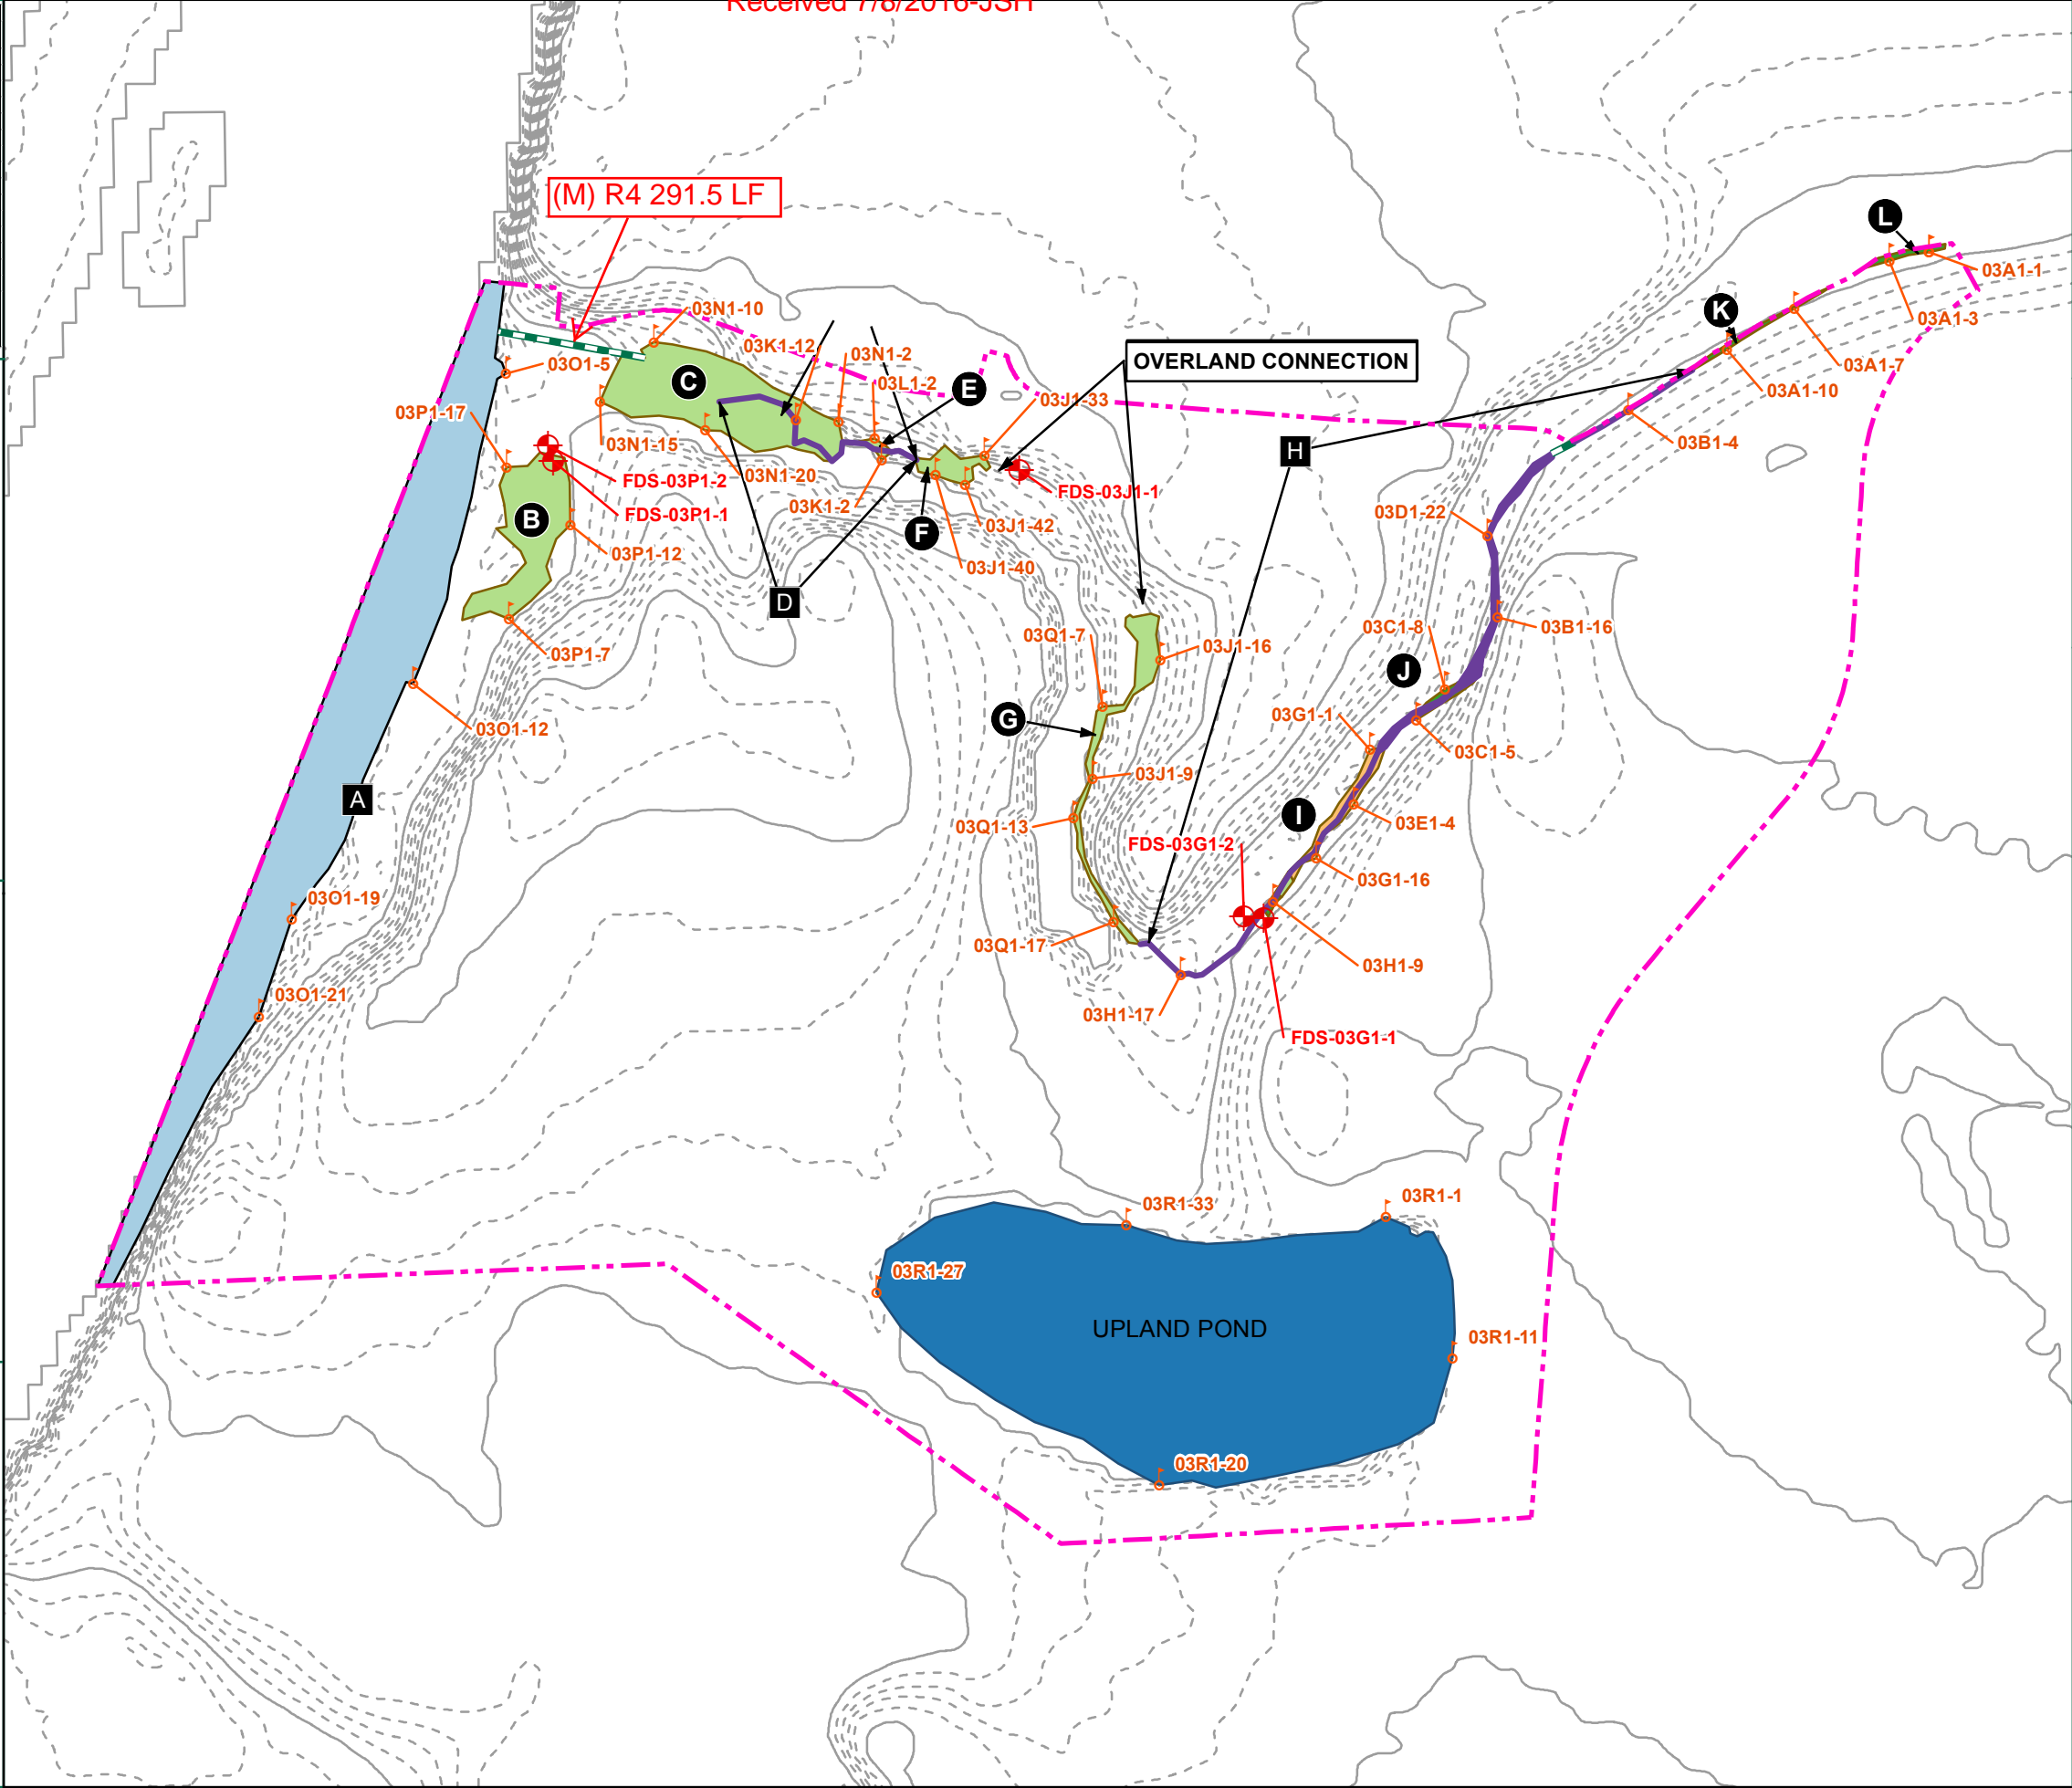 Received 7/8/2016-JSH
(M) R4 291.5 LF
L
03A1-1
K
03A1-3
03N1-10
03K1-12
03N1-2
OVERLAND CONNECTION
03O1-5
C
03L1-2
E
03A1-7
03A1-10
03P1-17
03J1-33
03N1-15
H
03B1-4
03N1-20
FDS-03P1-2
FDS-03J1-1
03K1-2
FDS-03P1-1
B
03D1-22
F
03J1-42
03P1-12
03J1-40
D
03Q1-7
03C1-8
03B1-16
03P1-7
03J1-16
J
G
03G1-1
03O1-12
03C1-5
03J1-9
A
I
03Q1-13
03E1-4
FDS-03G1-2
03G1-16
03O1-19
03Q1-17
03H1-9
03O1-21
03H1-17
FDS-03G1-1
03R1-33
03R1-1
03R1-27
UPLAND POND
03R1-11
03R1-20